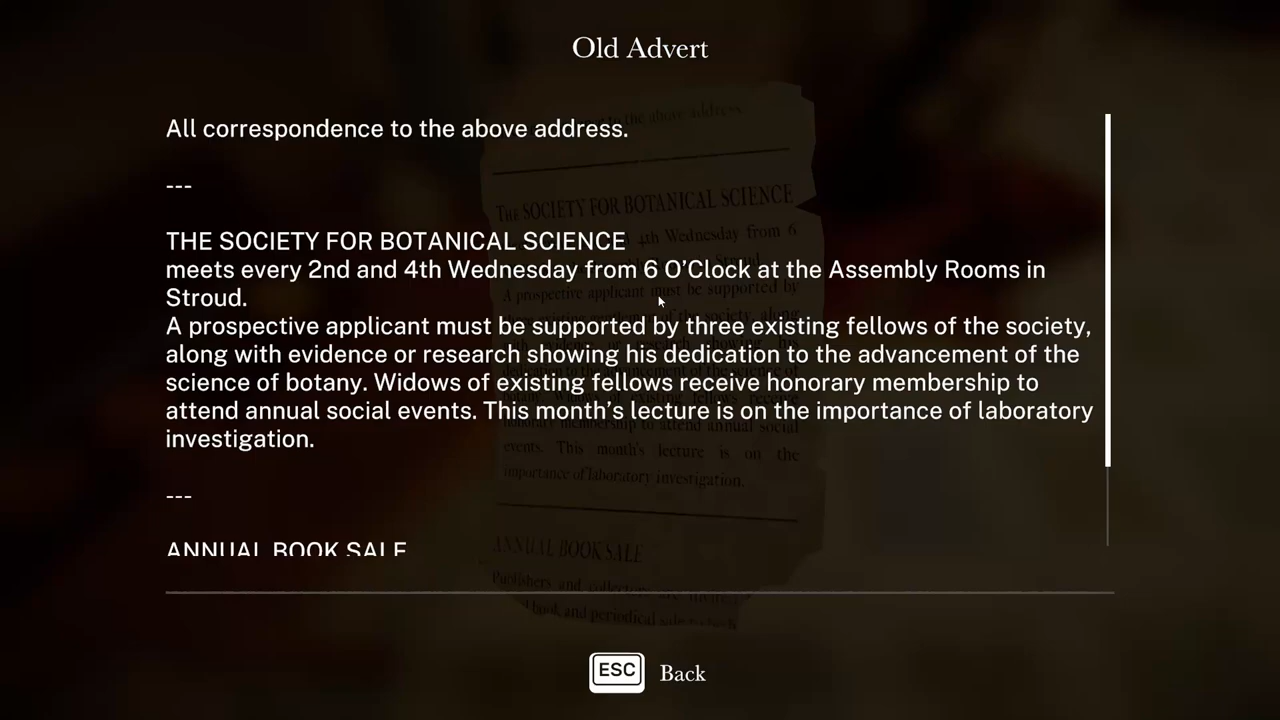 Old Advert
All correspondence to the above address.
---
THE SOCIETY FOR BOTANICAL SCIENCE
meets every 2nd and 4th Wednesday from 6 O’Clock at the Assembly Rooms in
Stroud.
A prospective applicant must be supported by three existing fellows of the society,
along with evidence or research showing his dedication to the advancement of the
science of botany. Widows of existing fellows receive honorary membership to
attend annual social events. This month’s lecture is on the importance of laboratory
investigation.
---
ANNUAL BOOK SALE
ESC Back